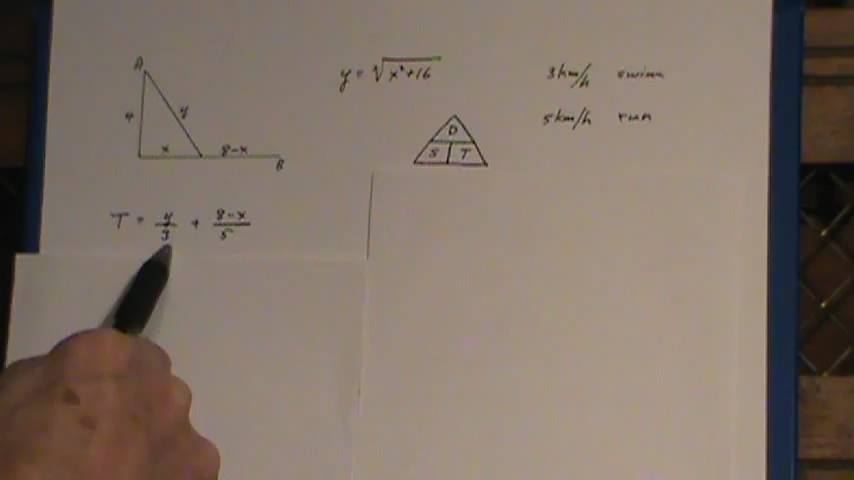 A
4
y
x
8-x
B
y = √x²+16
D
S T
3km/h swim
5km/h run
T = y/3 + 8-x/5